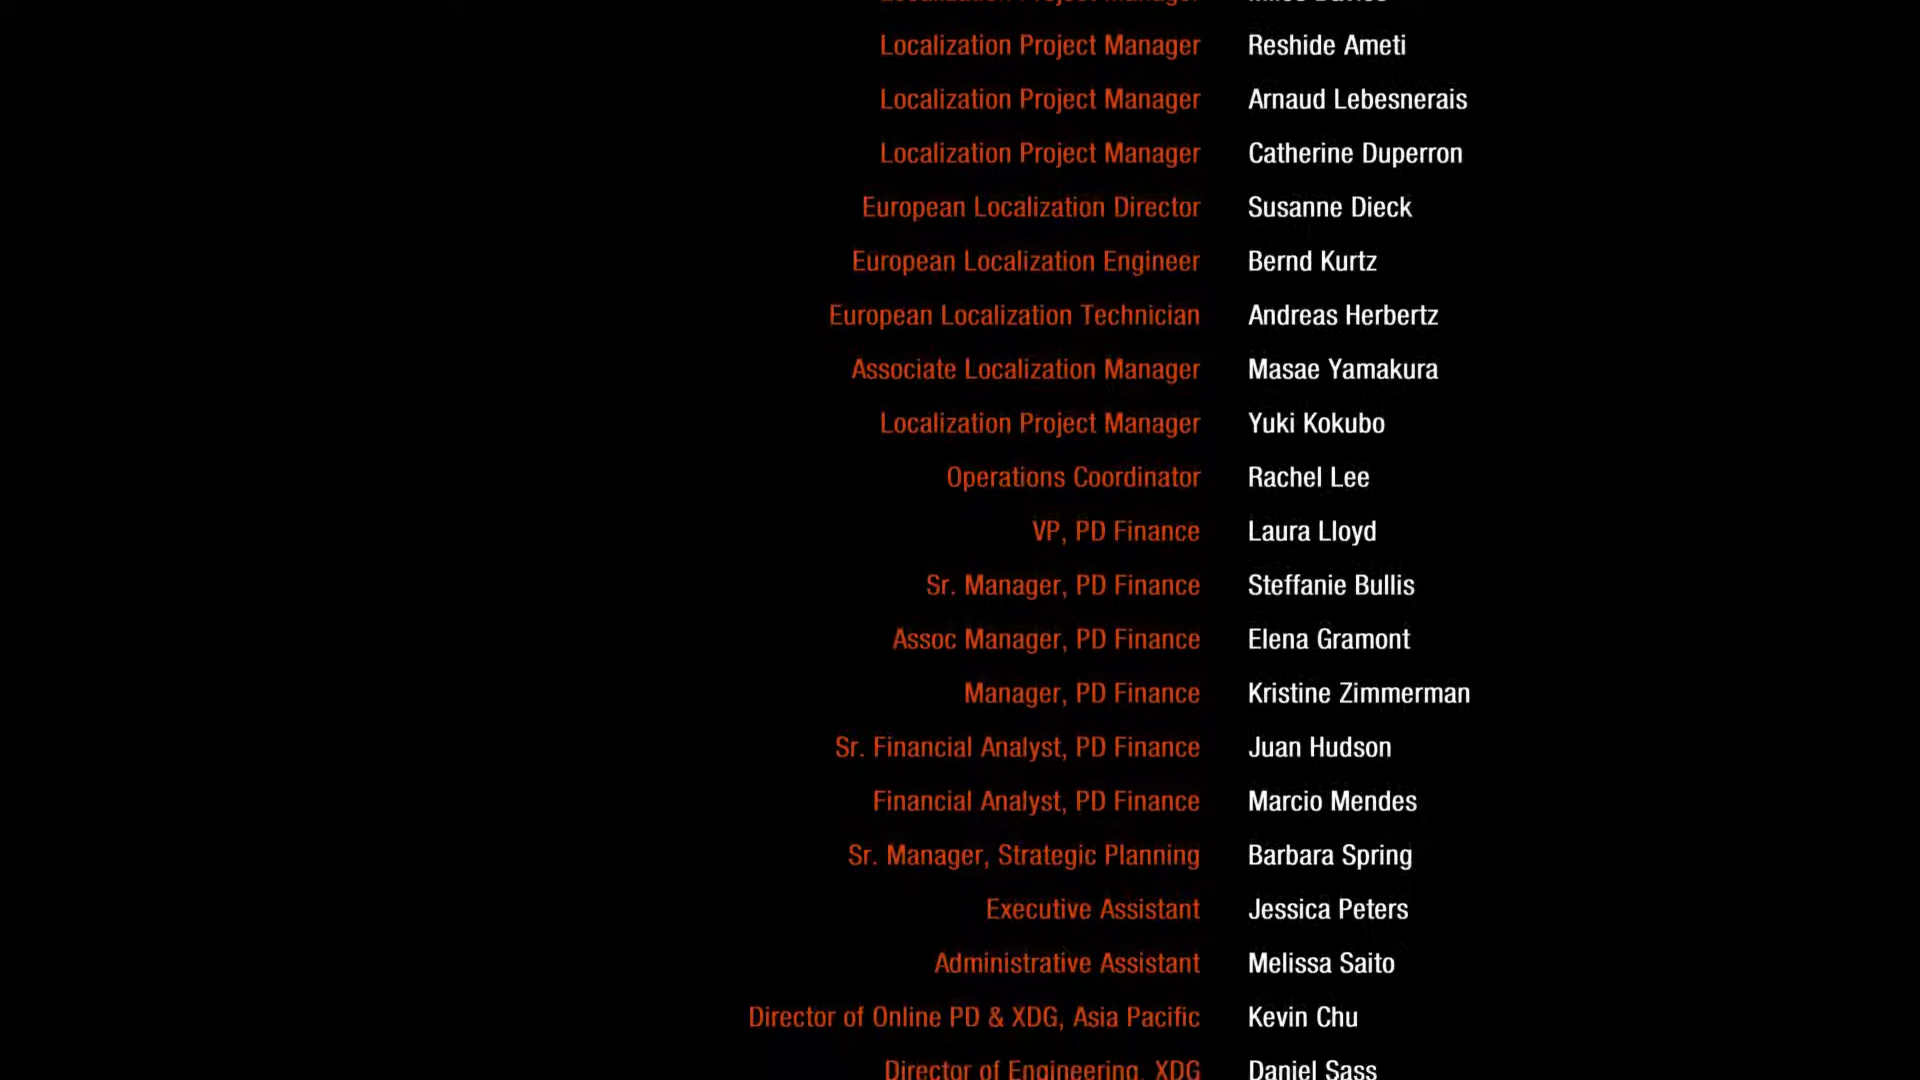 Localization Project Manager Reshide Ameti
Localization Project Manager Arnaud Lebesnerais
Localization Project Manager Catherine Duperron
European Localization Director Susanne Dieck
European Localization Engineer Bernd Kurtz
European Localization Technician Andreas Herbertz
Associate Localization Manager Masae Yamakura
Localization Project Manager Yuki Kokubo
Operations Coordinator Rachel Lee
VP, PD Finance Laura Lloyd
Sr. Manager, PD Finance Steffanie Bullis
Assoc Manager, PD Finance Elena Gramont
Manager, PD Finance Kristine Zimmerman
Sr. Financial Analyst, PD Finance Juan Hudson
Financial Analyst, PD Finance Marcio Mendes
Sr. Manager, Strategic Planning Barbara Spring
Executive Assistant Jessica Peters
Administrative Assistant Melissa Saito
Director of Online PD & XDG, Asia Pacific Kevin Chu
Director of Engineering, XDG Daniel Sass